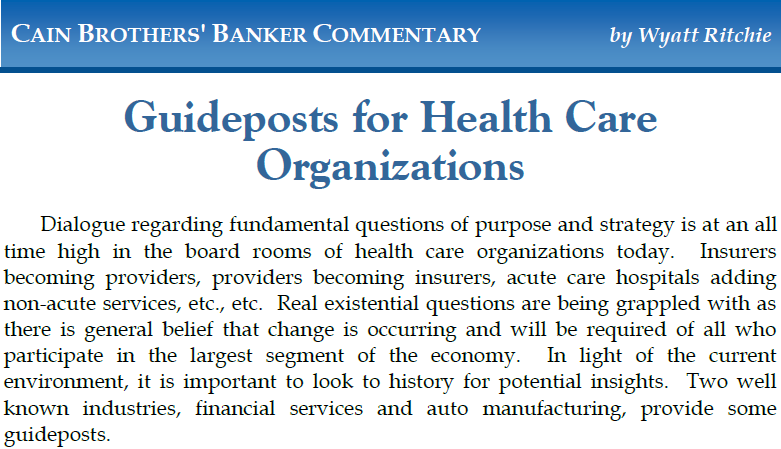 CAIN BROTHERS' BANKER COMMENTARY by Wyatt Ritchie
Guideposts for Health Care
Organizations
Dialogue regarding fundamental questions of purpose and strategy is at an all
time high in the board rooms of health care organizations today. Insurers
becoming providers, providers becoming insurers, acute care hospitals adding
non-acute services, etc., etc. Real existential questions are being grappled with as
there is general belief that change is occurring and will be required of all who
participate in the largest segment of the economy. In light of the current
environment, it is important to look to history for potential insights. Two well
known industries, financial services and auto manufacturing, provide some
guideposts.